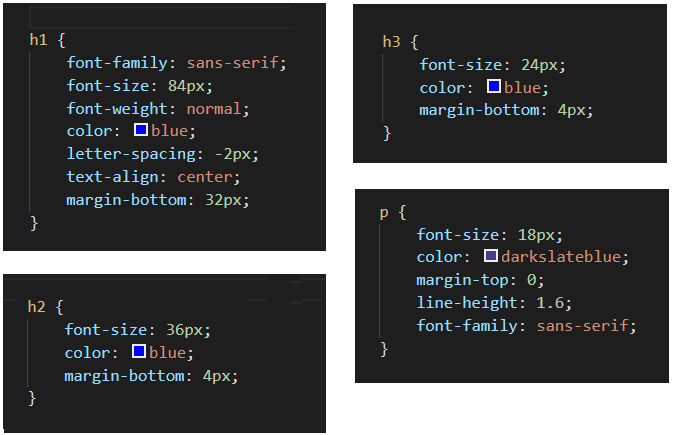 h1 {
    font-family: sans-serif;
    font-size: 84px;
    font-weight: normal;
    color: blue;
    letter-spacing: -2px;
    text-align: center;
    margin-bottom: 32px;
}
h2 {
    font-size: 36px;
    color: blue;
    margin-bottom: 4px;
}
h3 {
    font-size: 24px;
    color: blue;
    margin-bottom: 4px;
}
p {
    font-size: 18px;
    color: darkslateblue;
    margin-top: 0;
    line-height: 1.6;
    font-family: sans-serif;
}